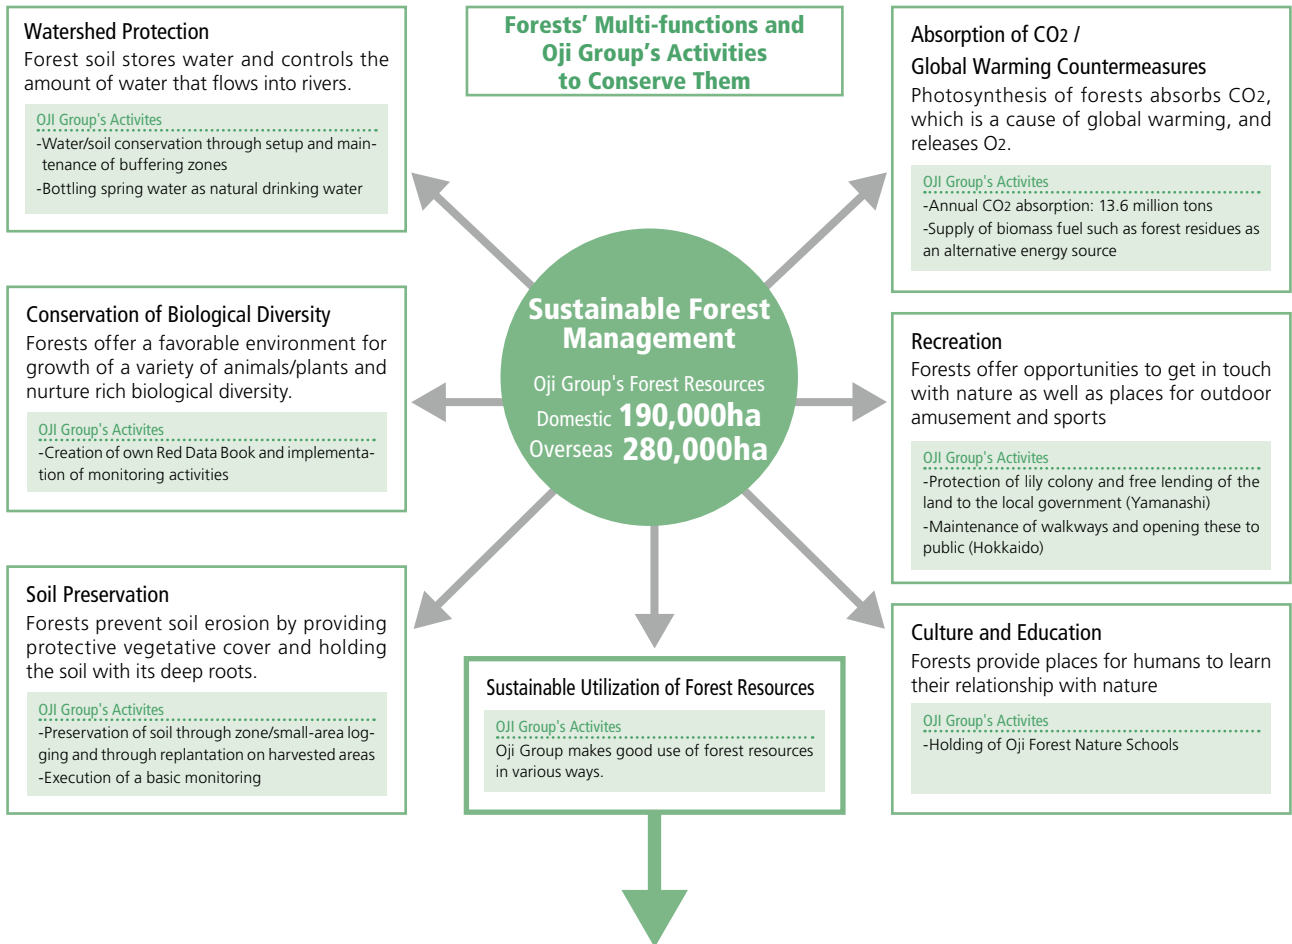 Forests’ Multi-functions and
Oji Group’s Activities
to Conserve Them
Watershed Protection
Forest soil stores water and controls the
amount of water that flows into rivers.
OJI Group's Activites
-Water/soil conservation through setup and main-
tenance of buffering zones
-Bottling spring water as natural drinking water
Conservation of Biological Diversity
Forests offer a favorable environment for
growth of a variety of animals/plants and
nurture rich biological diversity.
OJI Group's Activites
-Creation of own Red Data Book and implementa-
tion of monitoring activities
Soil Preservation
Forests prevent soil erosion by providing
protective vegetative cover and holding
the soil with its deep roots.
OJI Group's Activites
-Preservation of soil through zone/small-area log-
ging and through replantation on harvested areas
-Execution of a basic monitoring
Sustainable Forest
Management
Oji Group's Forest Resources
Domestic 190,000ha
Overseas 280,000ha
Sustainable Utilization of Forest Resources
OJI Group's Activites
Oji Group makes good use of forest resources
in various ways.
Absorption of CO2 /
Global Warming Countermeasures
Photosynthesis of forests absorbs CO2,
which is a cause of global warming, and
releases O2.
OJI Group's Activites
-Annual CO2 absorption: 13.6 million tons
-Supply of biomass fuel such as forest residues as
an alternative energy source
Recreation
Forests offer opportunities to get in touch
with nature as well as places for outdoor
amusement and sports
OJI Group's Activites
-Protection of lily colony and free lending of the
land to the local government (Yamanashi)
-Maintenance of walkways and opening these to
public (Hokkaido)
Culture and Education
Forests provide places for humans to learn
their relationship with nature
OJI Group's Activites
-Holding of Oji Forest Nature Schools